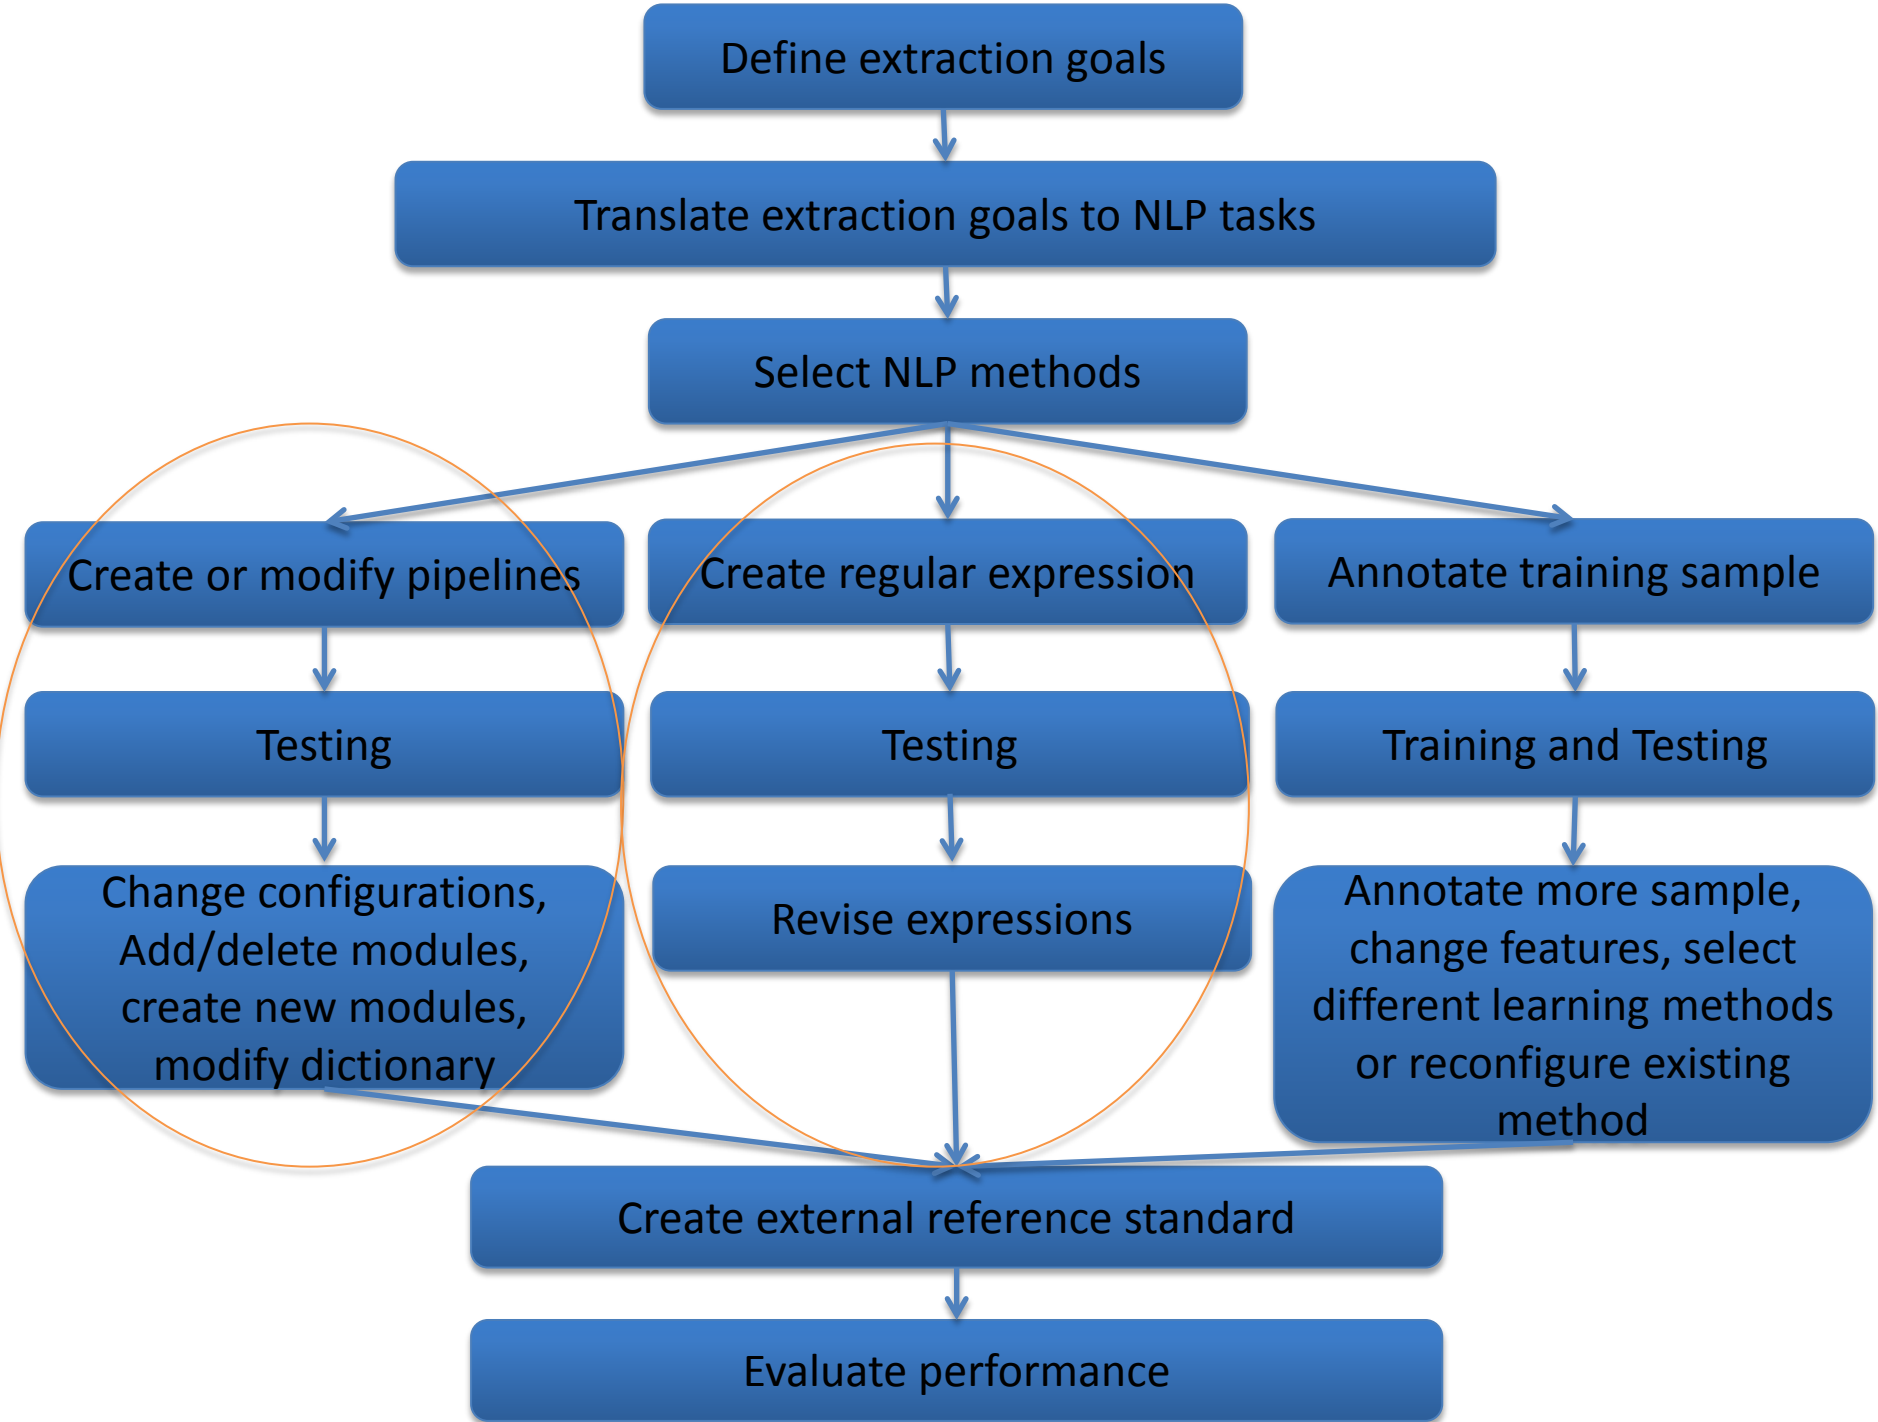 Define extraction goals
Translate extraction goals to NLP tasks
Select NLP methods
Create or modify pipelines
Create regular expression
Annotate training sample
Testing
Testing
Training and Testing
Change configurations,
Add/delete modules,
create new modules,
modify dictionary
Revise expressions
Annotate more sample,
change features, select
different learning methods
or reconfigure existing
method
Create external reference standard
Evaluate performance